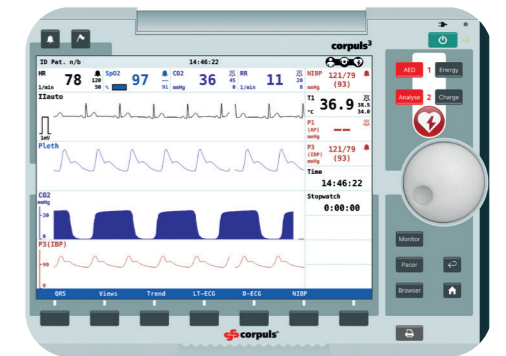 corpuls³
ID Pat. n/b 14:46:22
HR 78 120 50 1/min SpO2 97 -- 91 % CO2 36 45 0 mmHg RR 11 20 8 1/min NIBP 121/79 (93) mmHg
IIauto
1mV
T1 36.9 38.5 34.0 °C
P1 (AP) mmHg -- --
Pleth
P3 (IBP) mmHg 121/79 (93)
Time
14:46:22
CO2 mmHg
30
0
Stopwatch
0:00:00
P3(IBP)
90
0
QRS Views Trend LT-ECG D-ECG NIBP
corpuls
AED 1 Energy
Analyse 2 Charge
Monitor
Pacer
Browser